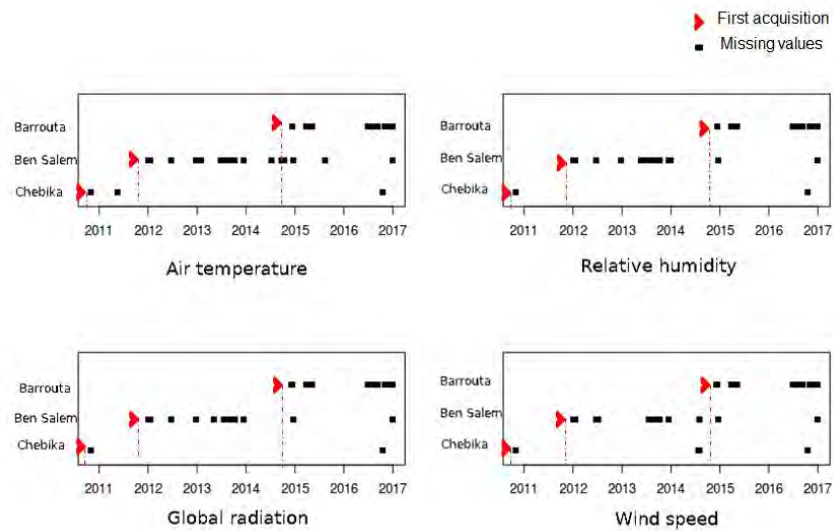 First acquisition
Missing values
Barrouta
Ben Salem
Chebika
2011 2012 2013 2014 2015 2016 2017
Air temperature
Barrouta
Ben Salem
Chebika
2011 2012 2013 2014 2015 2016 2017
Relative humidity
Barrouta
Ben Salem
Chebika
2011 2012 2013 2014 2015 2016 2017
Global radiation
Barrouta
Ben Salem
Chebika
2011 2012 2013 2014 2015 2016 2017
Wind speed